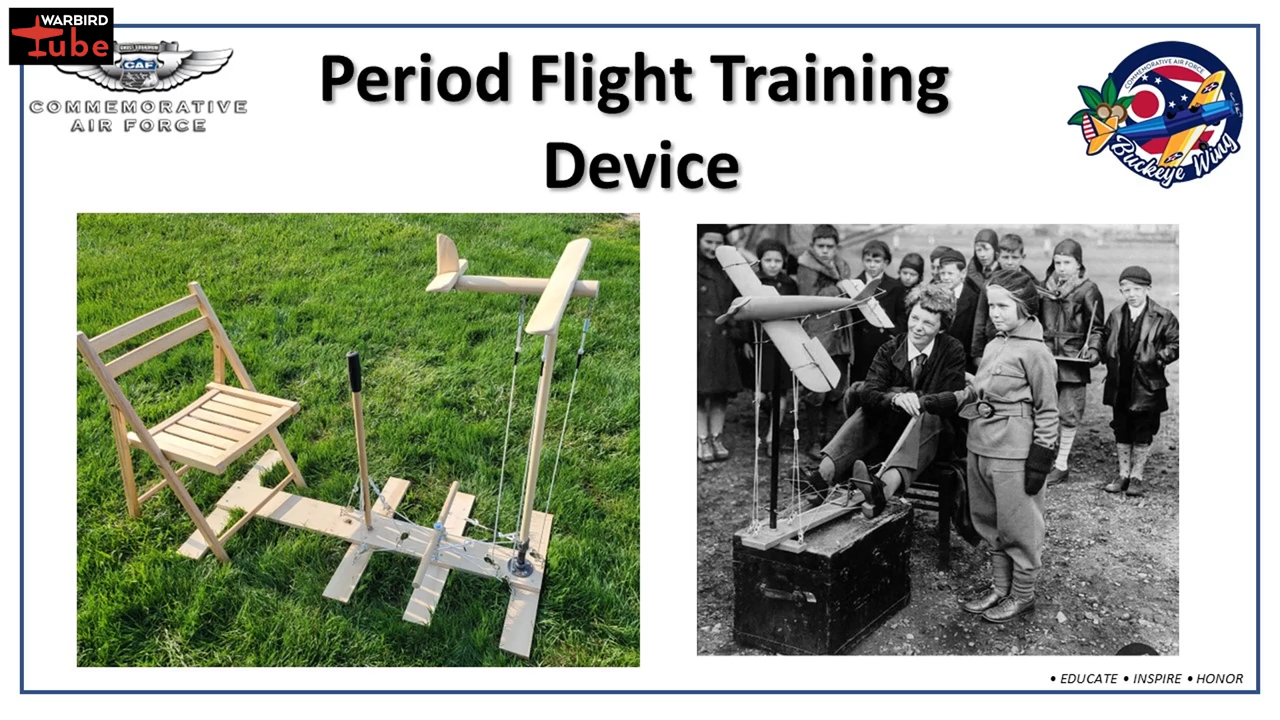 WARBIRD
Tube
CAF
COMMEMORATIVE
AIR FORCE
Period Flight Training
Device
COMMEMORATIVE AIR FORCE
Buckeye Wing
• EDUCATE • INSPIRE • HONOR